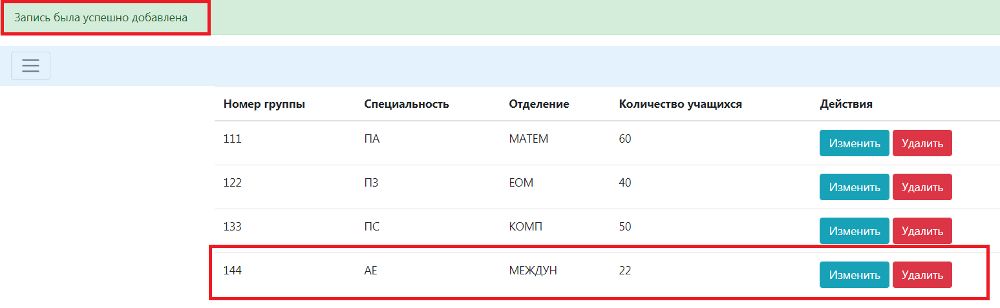 Запись была успешно добавлена
Номер группы Специальность Отделение Количество учащихся Действия
111 ПА МАТЕМ 60 Изменить Удалить
122 ПЗ ЕОМ 40 Изменить Удалить
133 ПС КОМП 50 Изменить Удалить
144 АЕ МЕЖДУН 22 Изменить Удалить